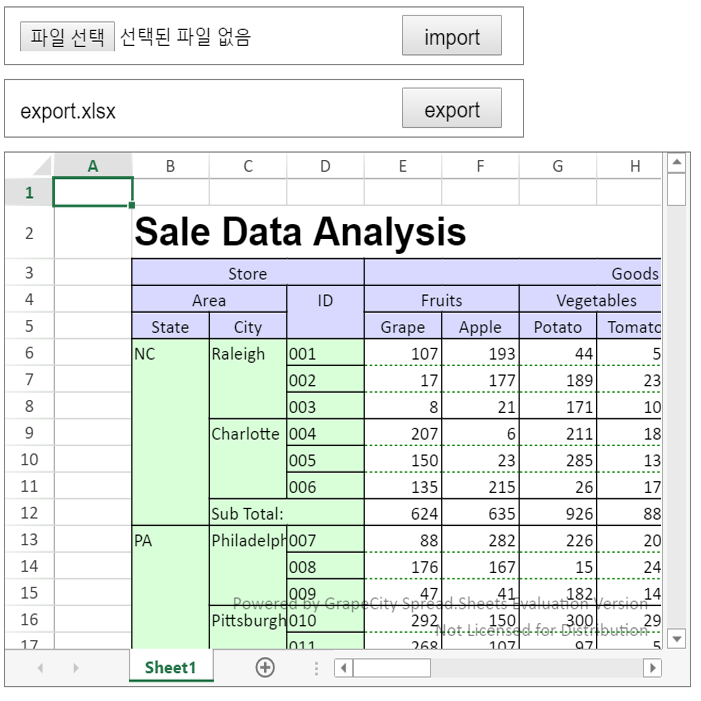 파일 선택 선택된 파일 없음 import
export.xlsx export
A B C D E F G H
1
2 Sale Data Analysis
3 Store Goods
4 Area ID Fruits Vegetables
5 State City Grape Apple Potato Tomato
6 NC Raleigh 001 107 193 44 5
7 002 17 177 189 23
8 003 8 21 171 10
9 Charlotte 004 207 6 211 18
10 005 150 23 285 13
11 006 135 215 26 17
12 Sub Total: 624 635 926 88
13 PA Philadelph 007 88 282 226 20
14 008 176 167 15 24
15 009 47 41 182 14
Powered by GrapeCity Spread.Sheets Evaluation Version
16 Pittsburgh 010 292 150 300 29
Not Licensed for Distribution
17 011 268 107 97 5
Sheet1